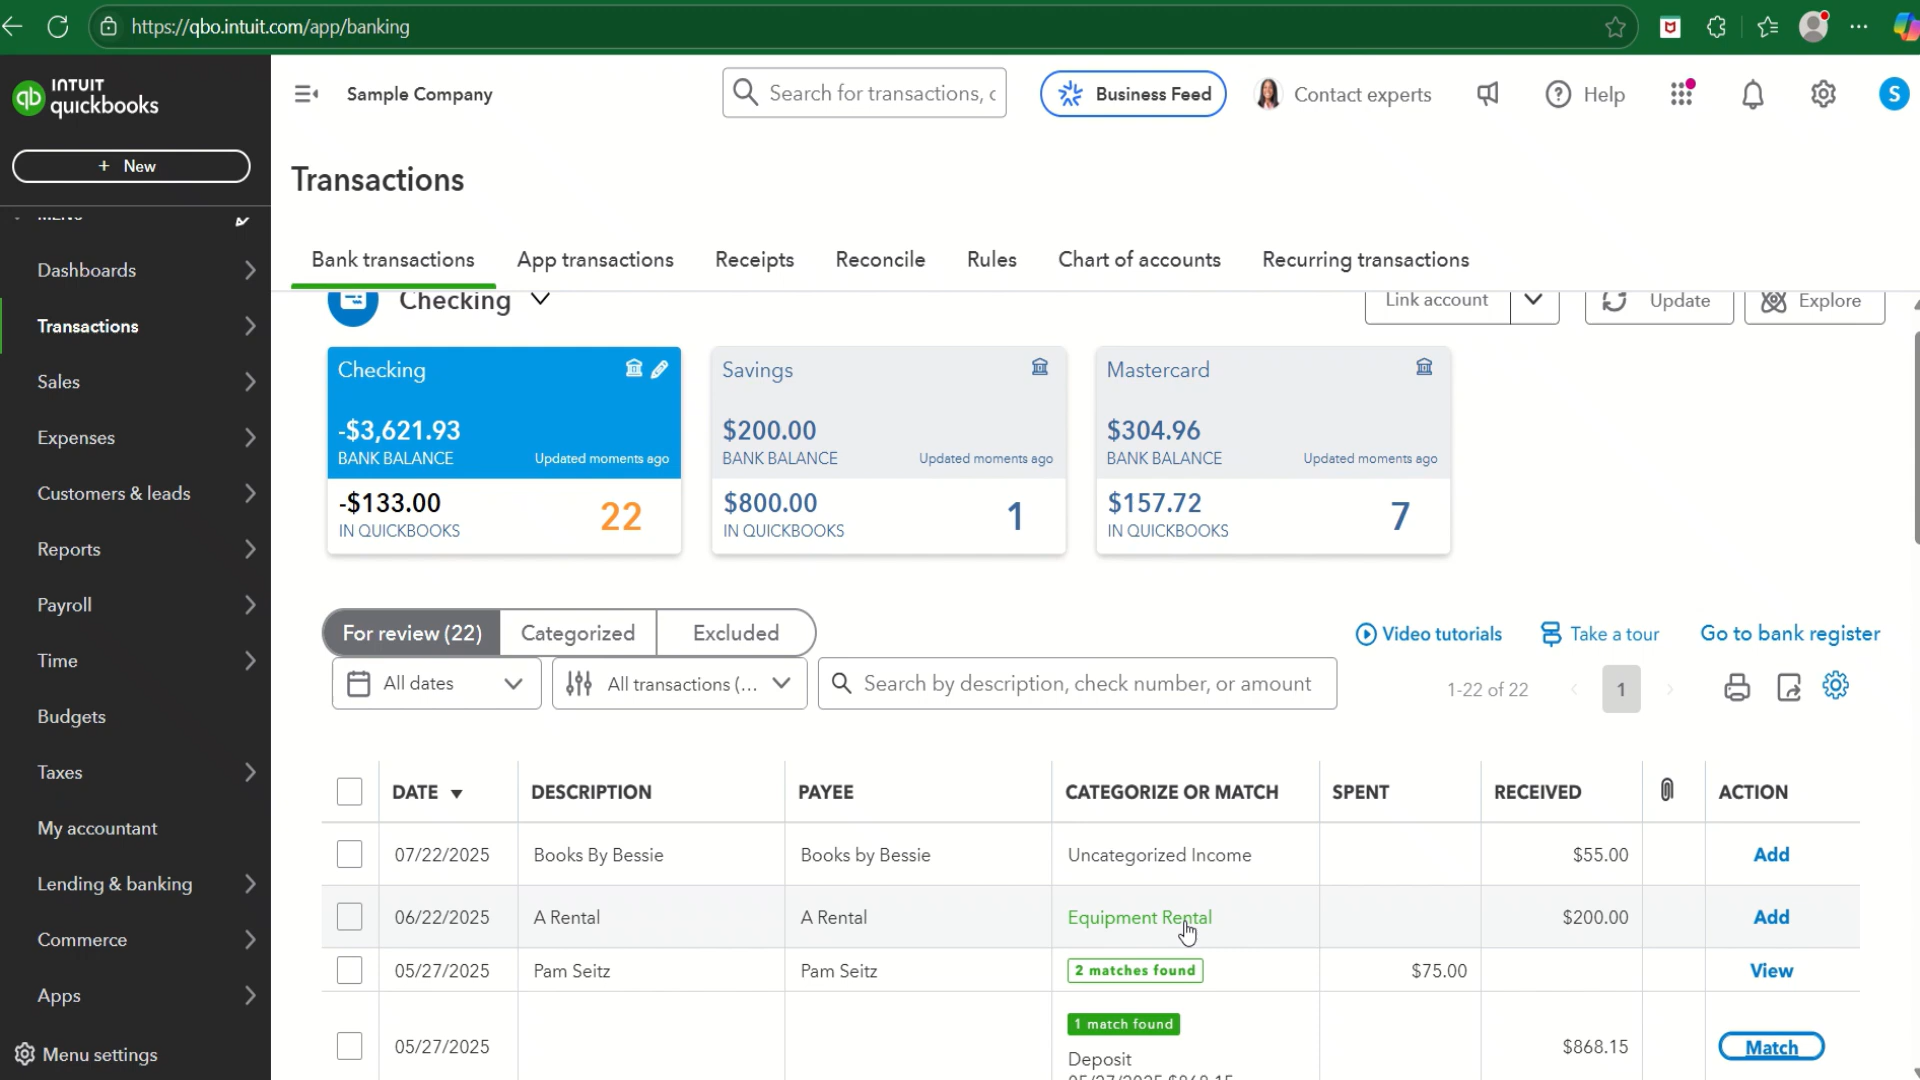 https://qbo.intuit.com/app/banking
INTUIT
quickbooks
Sample Company
Search for transactions, c
Business Feed
Contact experts
Help
S
+ New
Transactions
MENU
Bank transactions
App transactions
Receipts
Reconcile
Rules
Chart of accounts
Recurring transactions
Dashboards
Transactions
Sales
Expenses
Customers & leads
Reports
Payroll
Time
Budgets
Taxes
My accountant
Lending & banking
Commerce
Apps
Menu settings
Checking
Link account
Update
Explore
Checking
-$3,621.93
BANK BALANCE
Updated moments ago
-$133.00
IN QUICKBOOKS
22
Savings
$200.00
BANK BALANCE
Updated moments ago
$800.00
IN QUICKBOOKS
1
Mastercard
$304.96
BANK BALANCE
Updated moments ago
$157.72
IN QUICKBOOKS
7
For review (22)
Categorized
Excluded
Video tutorials
Take a tour
Go to bank register
All dates
All transactions (...
Search by description, check number, or amount
1-22 of 22
1
DATE
DESCRIPTION
PAYEE
CATEGORIZE OR MATCH
SPENT
RECEIVED
ACTION
07/22/2025 Books By Bessie Books by Bessie Uncategorized Income $55.00 Add
06/22/2025 A Rental A Rental Equipment Rental $200.00 Add
05/27/2025 Pam Seitz Pam Seitz 2 matches found $75.00 View
1 match found
05/27/2025 $868.15 Match
Deposit
05/27/2025 $868.15